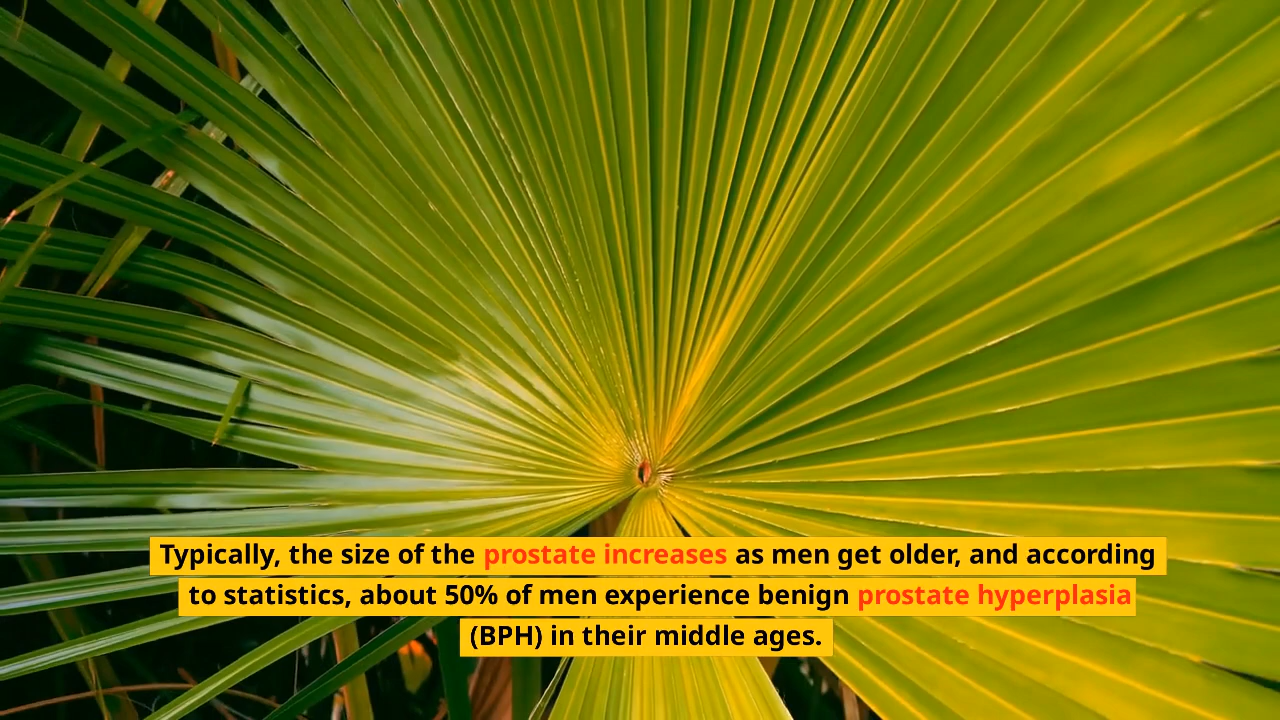 Typically, the size of the prostate increases as men get older, and according
to statistics, about 50% of men experience benign prostate hyperplasia
(BPH) in their middle ages.